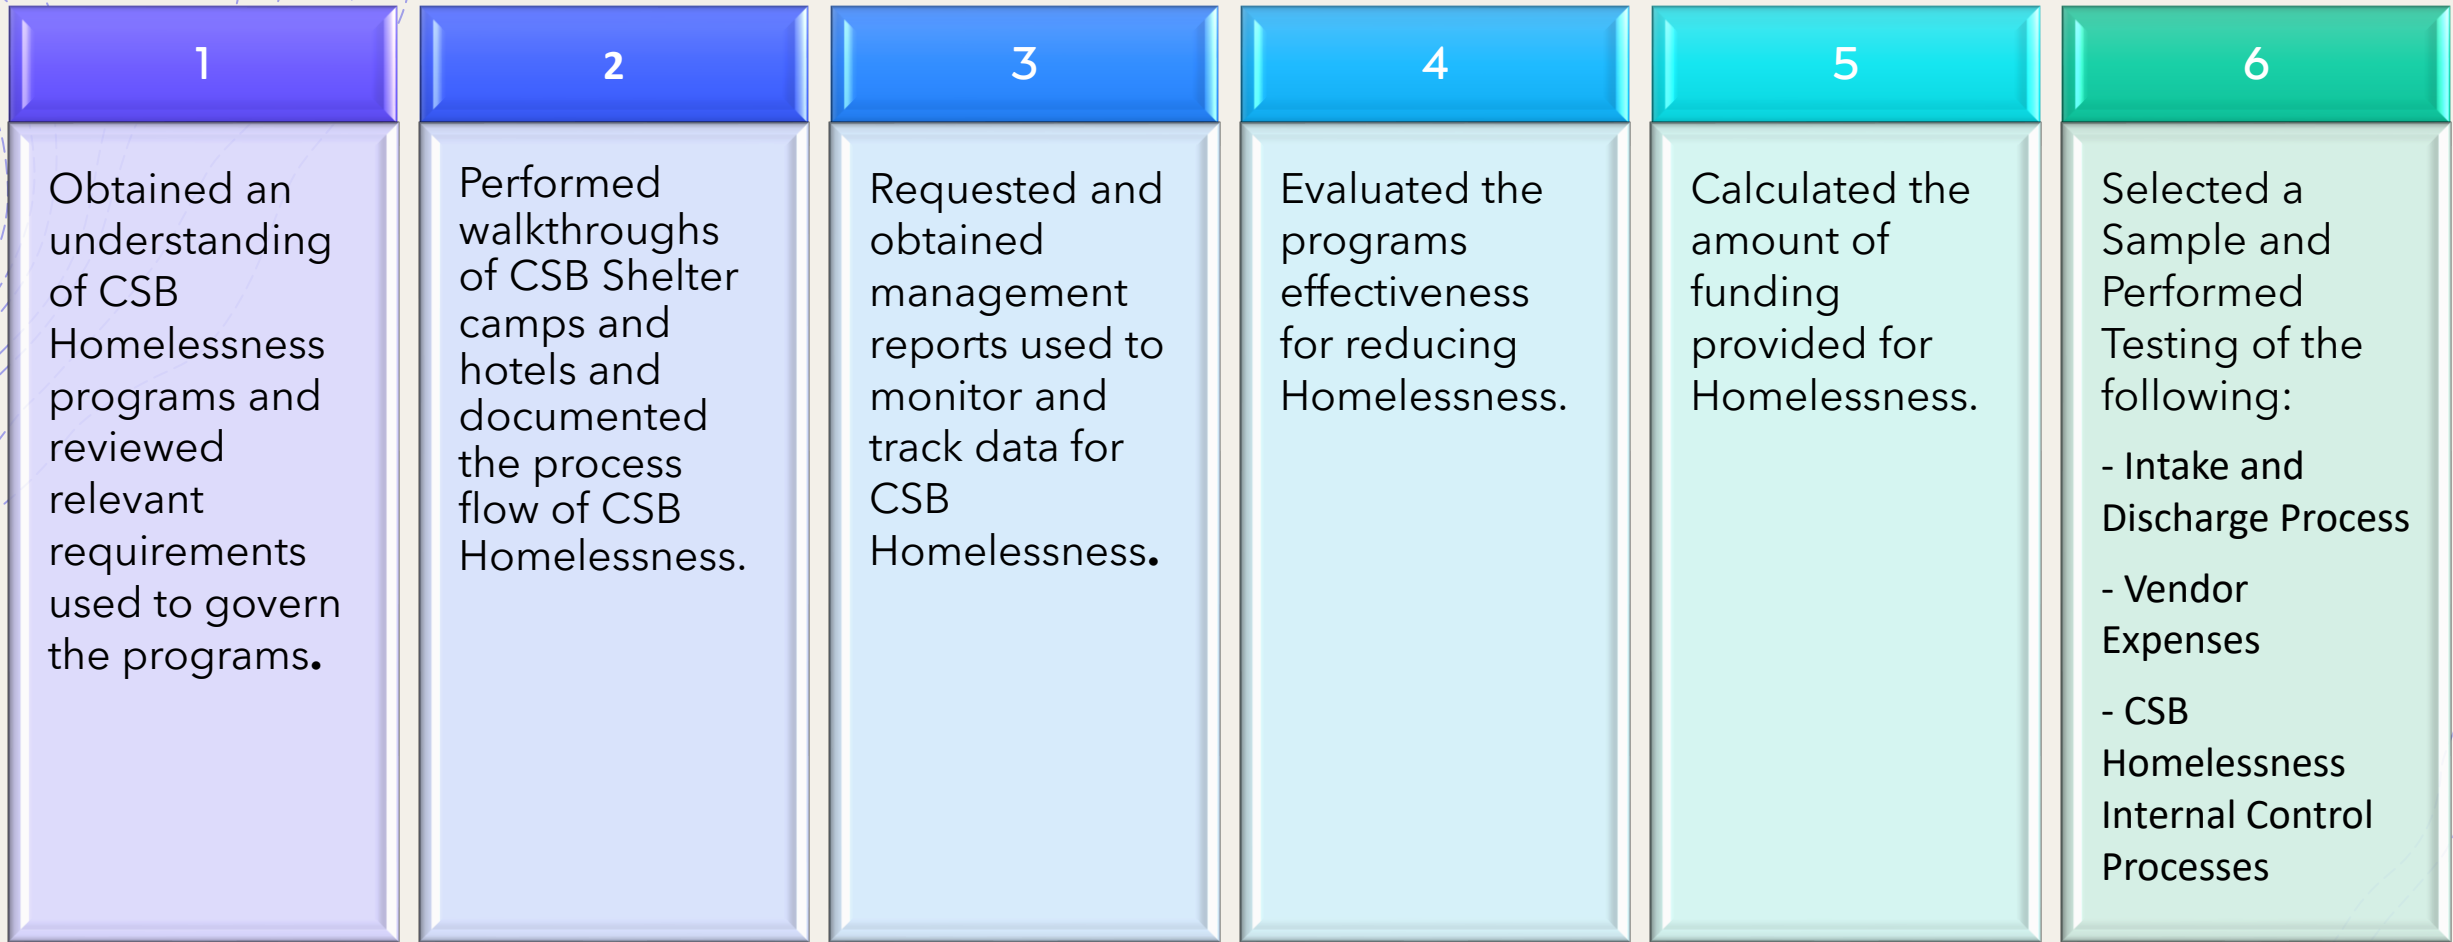 1
Obtained an
understanding
of CSB
Homelessness
programs and
reviewed
relevant
requirements
used to govern
the programs.
2
Performed
walkthroughs
of CSB Shelter
camps and
hotels and
documented
the process
flow of CSB
Homelessness.
3
Requested and
obtained
management
reports used to
monitor and
track data for
CSB
Homelessness.
4
Evaluated the
programs
effectiveness
for reducing
Homelessness.
5
Calculated the
amount of
funding
provided for
Homelessness.
6
Selected a
Sample and
Performed
Testing of the
following:
- Intake and
Discharge Process
- Vendor
Expenses
- CSB
Homelessness
Internal Control
Processes